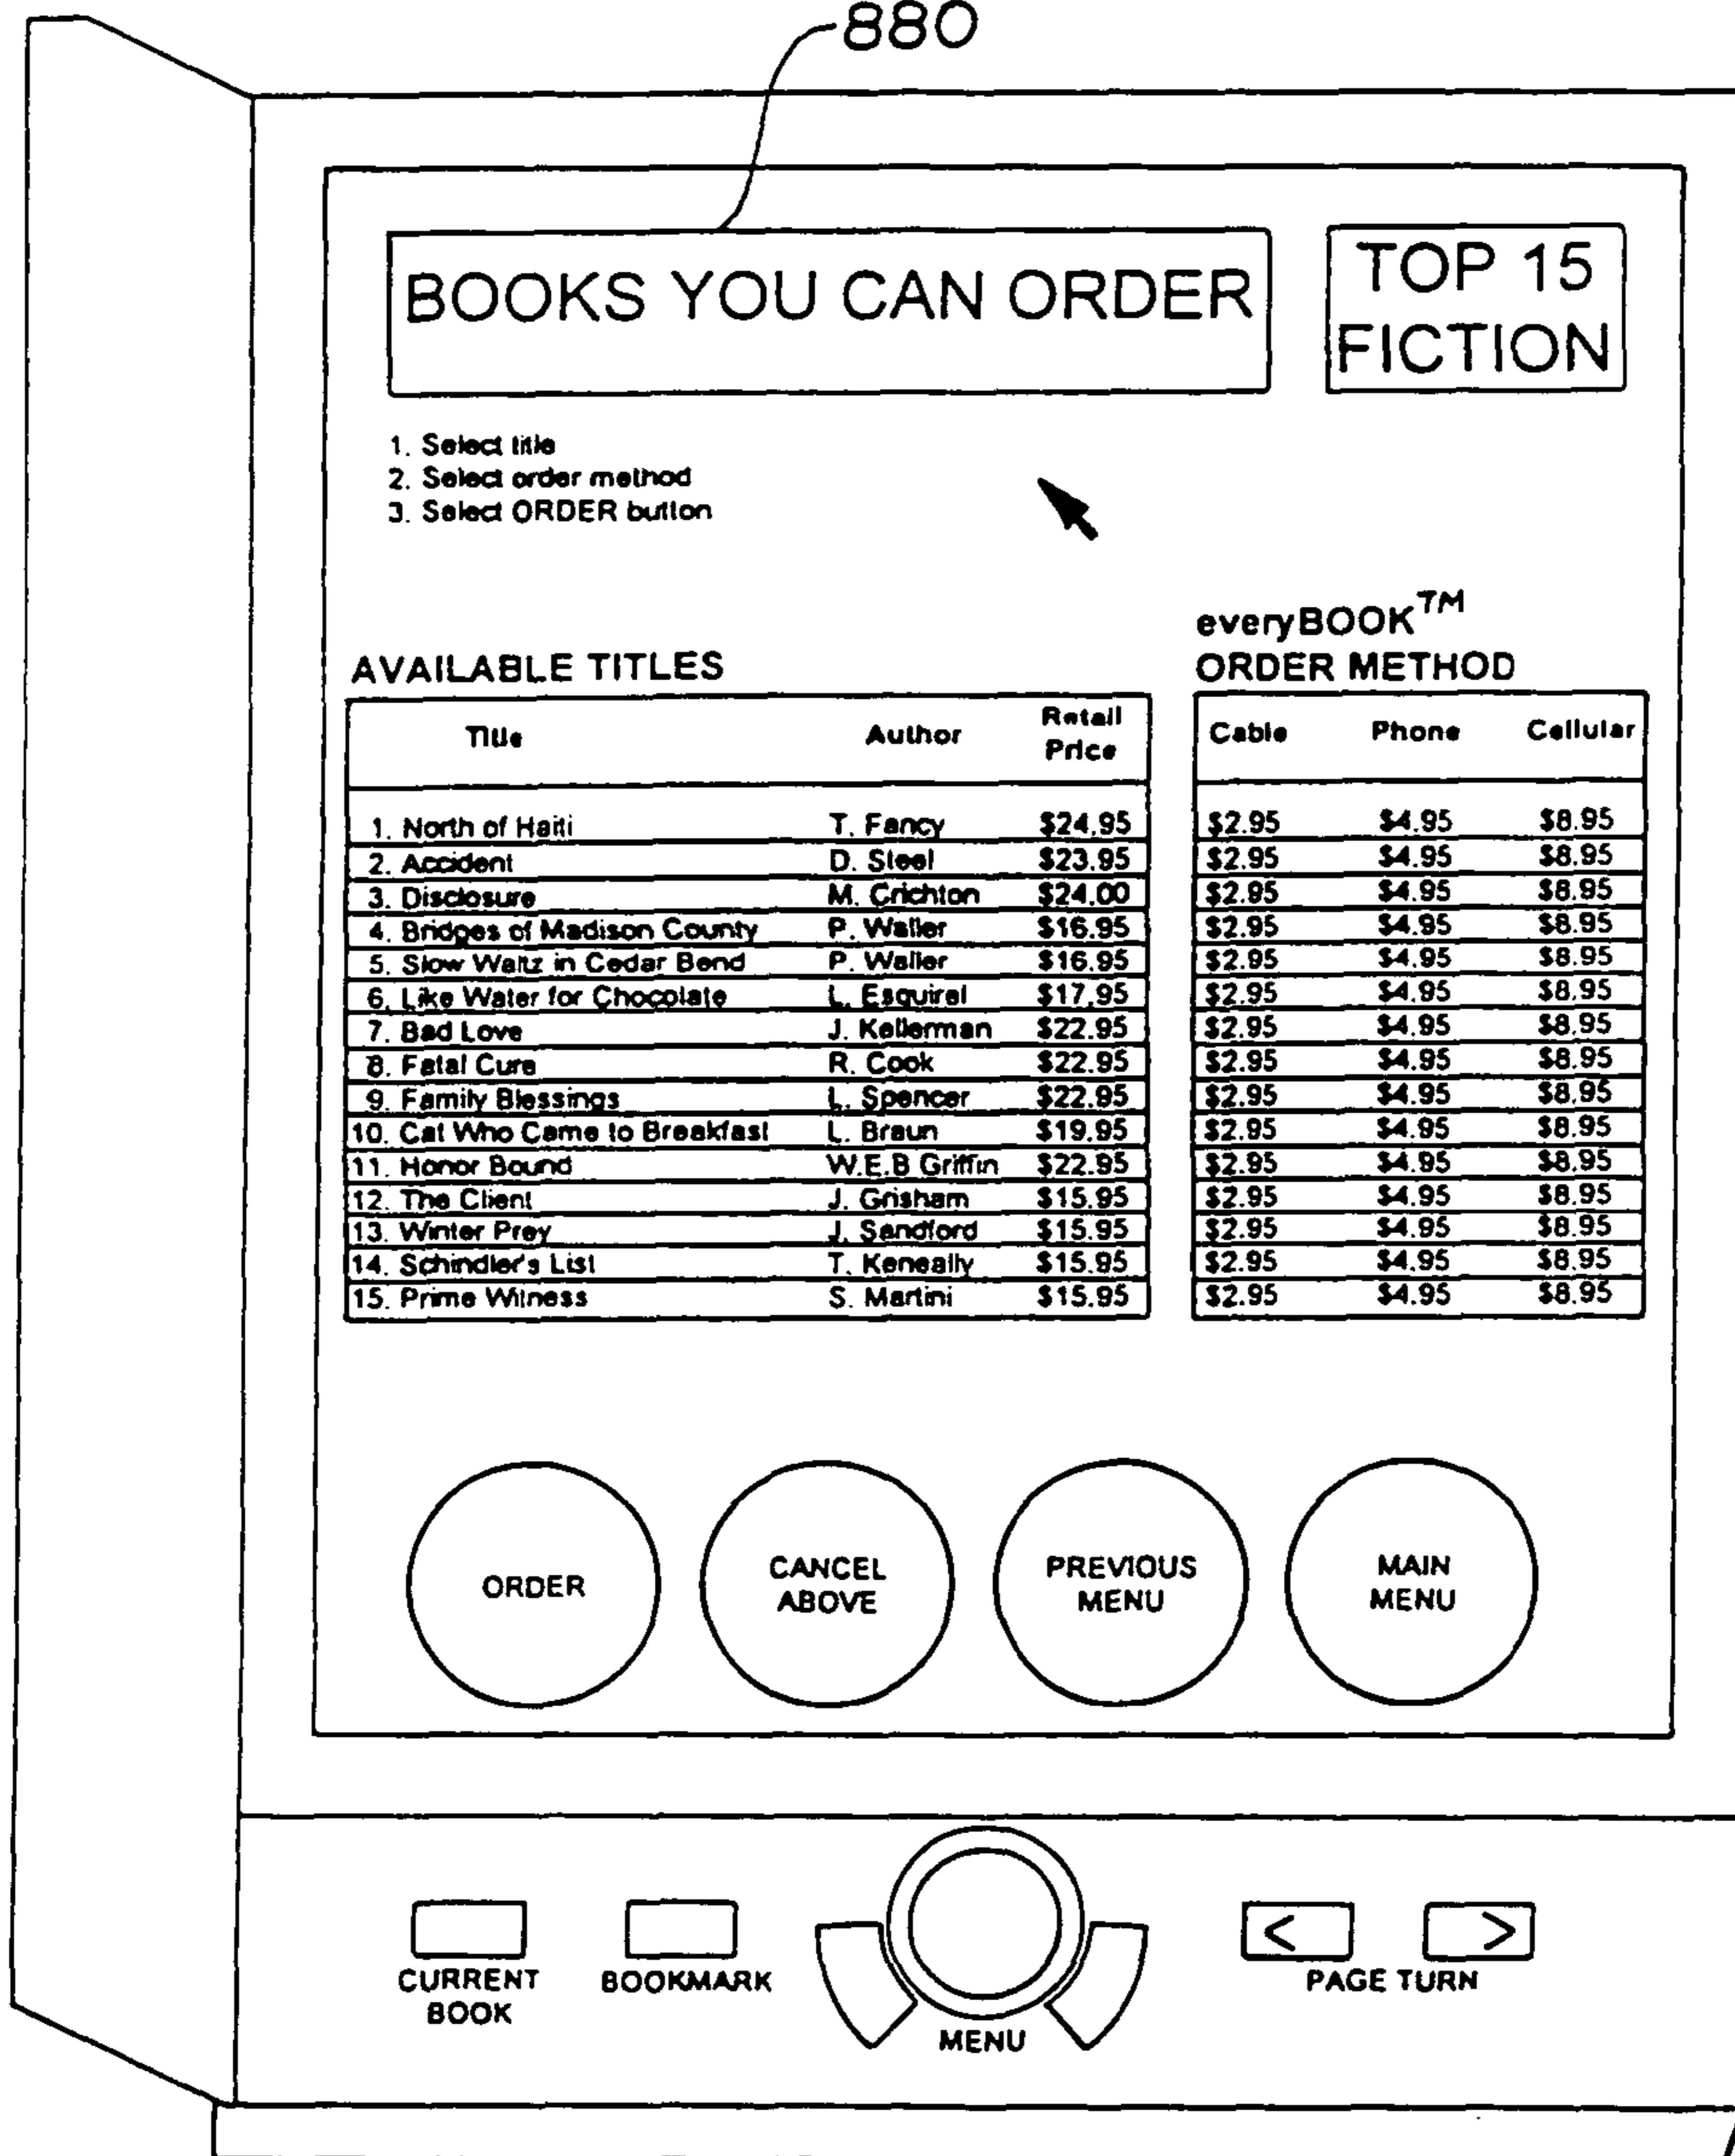 880
BOOKS YOU CAN ORDER
TOP 15
FICTION
1. Select title
2. Select order method
3. Select ORDER button
everyBOOK™
AVAILABLE TITLES
ORDER METHOD
Title Author Retail Price Cable Phone Cellular
1. North of Haiti T. Fancy $24.95 $2.95 $4.95 $8.95
2. Accident D. Steel $23.95 $2.95 $4.95 $8.95
3. Disclosure M. Crichton $24.00 $2.95 $4.95 $8.95
4. Bridges of Madison County P. Waller $16.95 $2.95 $4.95 $8.95
5. Slow Waltz in Cedar Bend P. Waller $16.95 $2.95 $4.95 $8.95
6. Like Water for Chocolate L. Esquirel $17.95 $2.95 $4.95 $8.95
7. Bad Love J. Kellerman $22.95 $2.95 $4.95 $8.95
8. Fatal Cure R. Cook $22.95 $2.95 $4.95 $8.95
9. Family Blessings L. Spencer $22.95 $2.95 $4.95 $8.95
10. Cat Who Came to Breakfast L. Braun $19.95 $2.95 $4.95 $8.95
11. Honor Bound W.E.B Griffin $22.95 $2.95 $4.95 $8.95
12. The Client J. Grisham $15.95 $2.95 $4.95 $8.95
13. Winter Prey J. Sandford $15.95 $2.95 $4.95 $8.95
14. Schindler's List T. Keneally $15.95 $2.95 $4.95 $8.95
15. Prime Witness S. Martini $15.95 $2.95 $4.95 $8.95
ORDER
CANCEL
ABOVE
PREVIOUS
MENU
MAIN
MENU
< >
CURRENT
BOOK
BOOKMARK
MENU
PAGE TURN